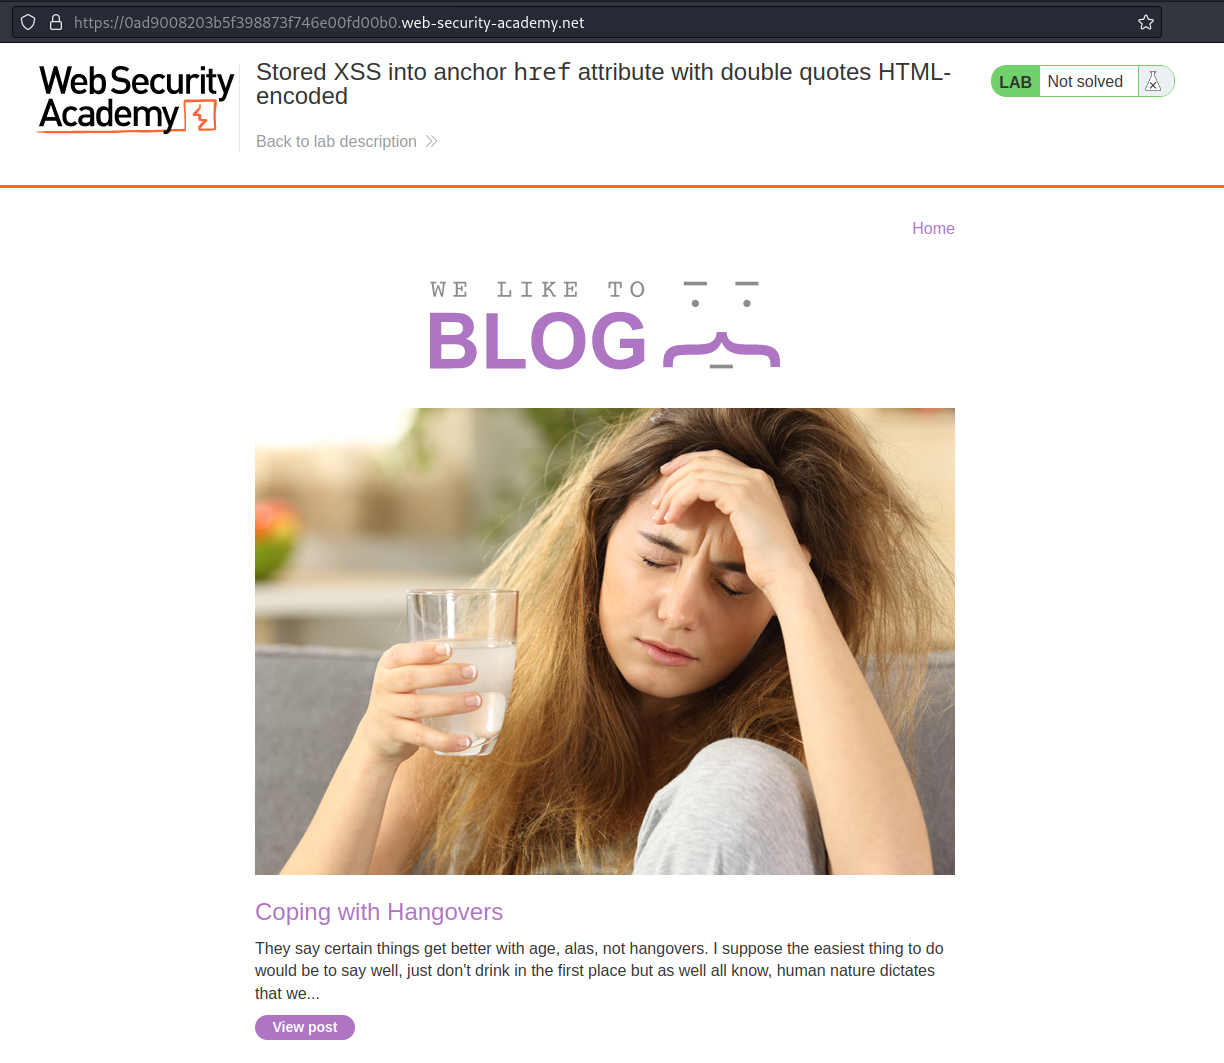 https://0ad9008203b5f398873f746e00fd00b0.web-security-academy.net
Web Security
Academy
Stored XSS into anchor href attribute with double quotes HTML-
encoded
Back to lab description
LAB
Not solved
Home
WE LIKE TO
BLOG
Coping with Hangovers
They say certain things get better with age, alas, not hangovers. I suppose the easiest thing to do
would be to say well, just don't drink in the first place but as well all know, human nature dictates
that we...
View post